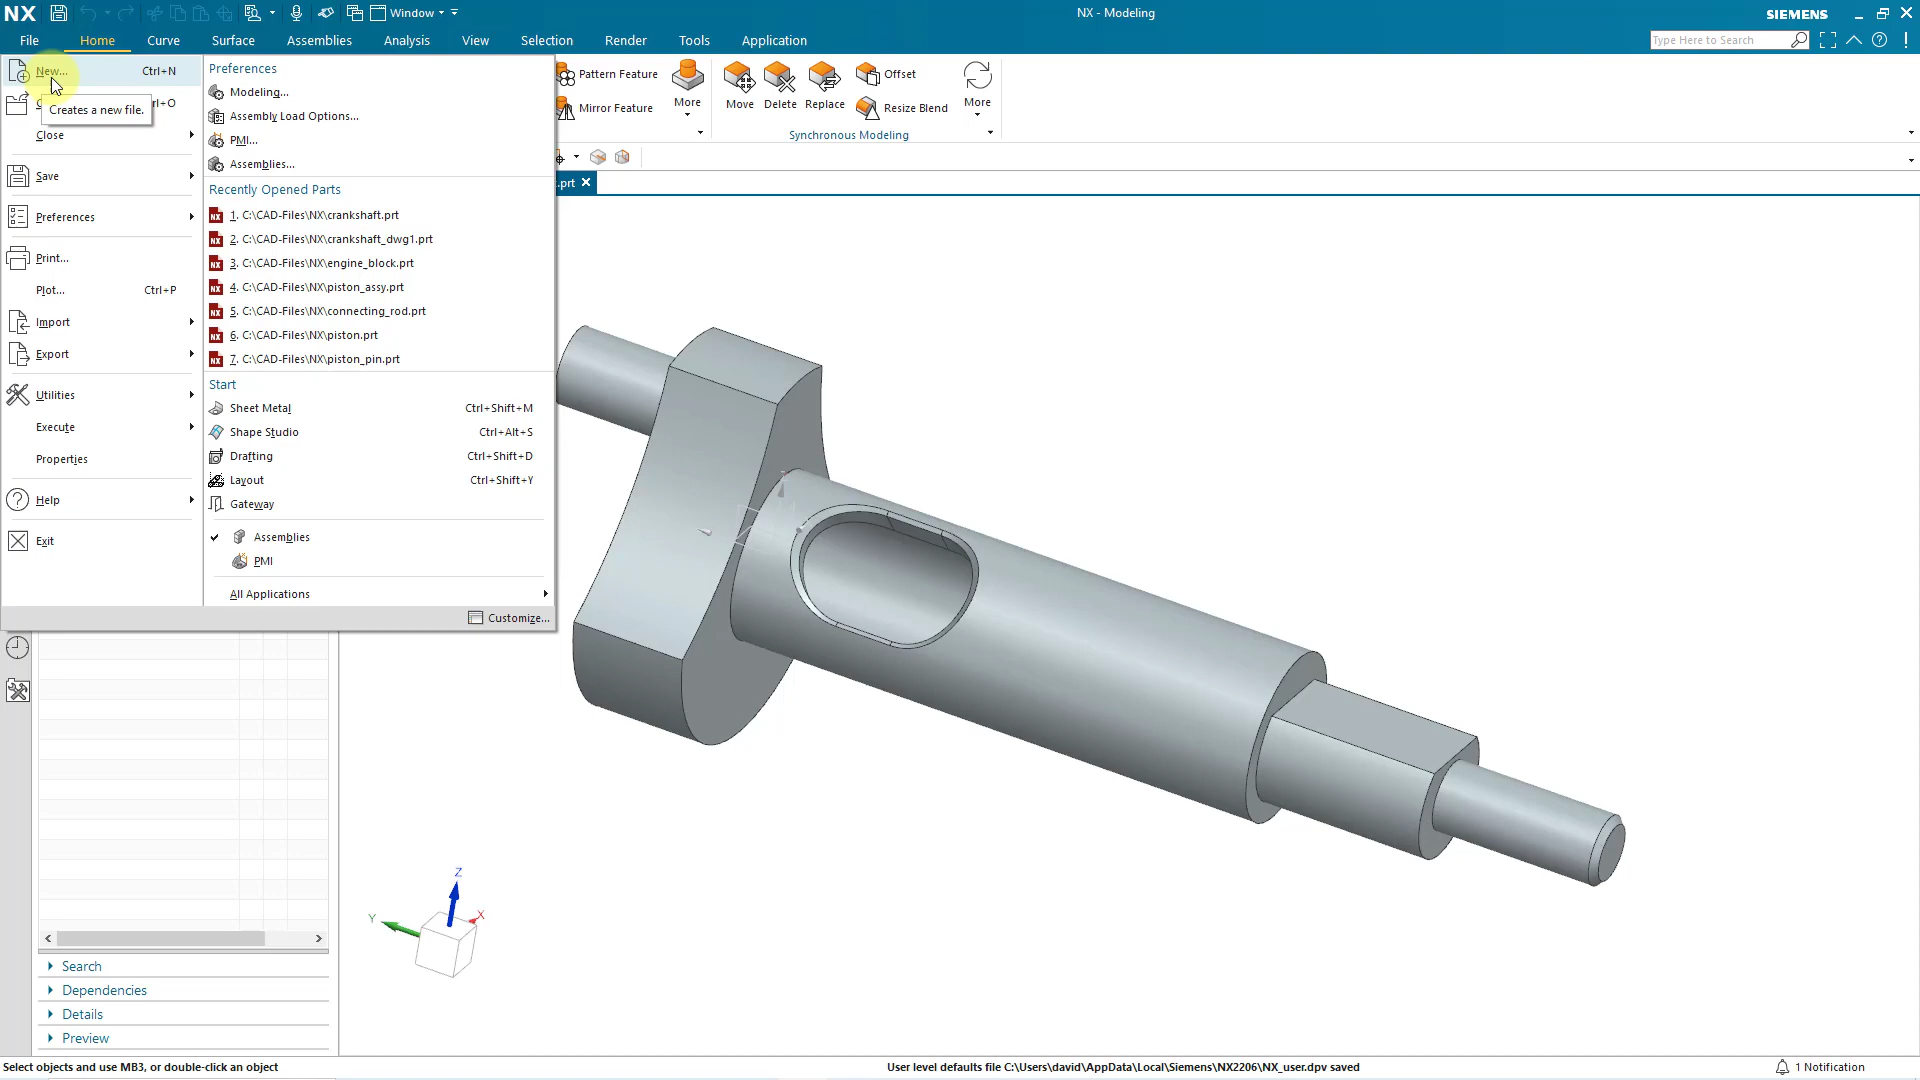 NX
Window
NX - Modeling
SIEMENS
File
Home
Curve
Surface
Assemblies
Analysis
View
Selection
Render
Tools
Application
Type Here to Search
New... Ctrl+N
Creates a new file.
Close
Save
Preferences
Print...
Plot... Ctrl+P
Import
Export
Utilities
Execute
Properties
Help
Exit
Preferences
Modeling...
Assembly Load Options...
PMI...
Assemblies...
Recently Opened Parts
1. C:\CAD-Files\NX\crankshaft.prt
2. C:\CAD-Files\NX\crankshaft_dwg1.prt
3. C:\CAD-Files\NX\engine_block.prt
4. C:\CAD-Files\NX\piston_assy.prt
5. C:\CAD-Files\NX\connecting_rod.prt
6. C:\CAD-Files\NX\piston.prt
7. C:\CAD-Files\NX\piston_pin.prt
Start
Sheet Metal Ctrl+Shift+M
Shape Studio Ctrl+Alt+S
Drafting Ctrl+Shift+D
Layout Ctrl+Shift+Y
Gateway
Assemblies
PMI
All Applications
Customize...
Pattern Feature
Mirror Feature
More
Move
Delete
Replace
Offset
Resize Blend
More
Synchronous Modeling
.prt
Z
Y
X
Search
Dependencies
Details
Preview
Select objects and use MB3, or double-click an object
User level defaults file C:\Users\david\AppData\Local\Siemens\NX2206\NX_user.dpv saved
1 Notification